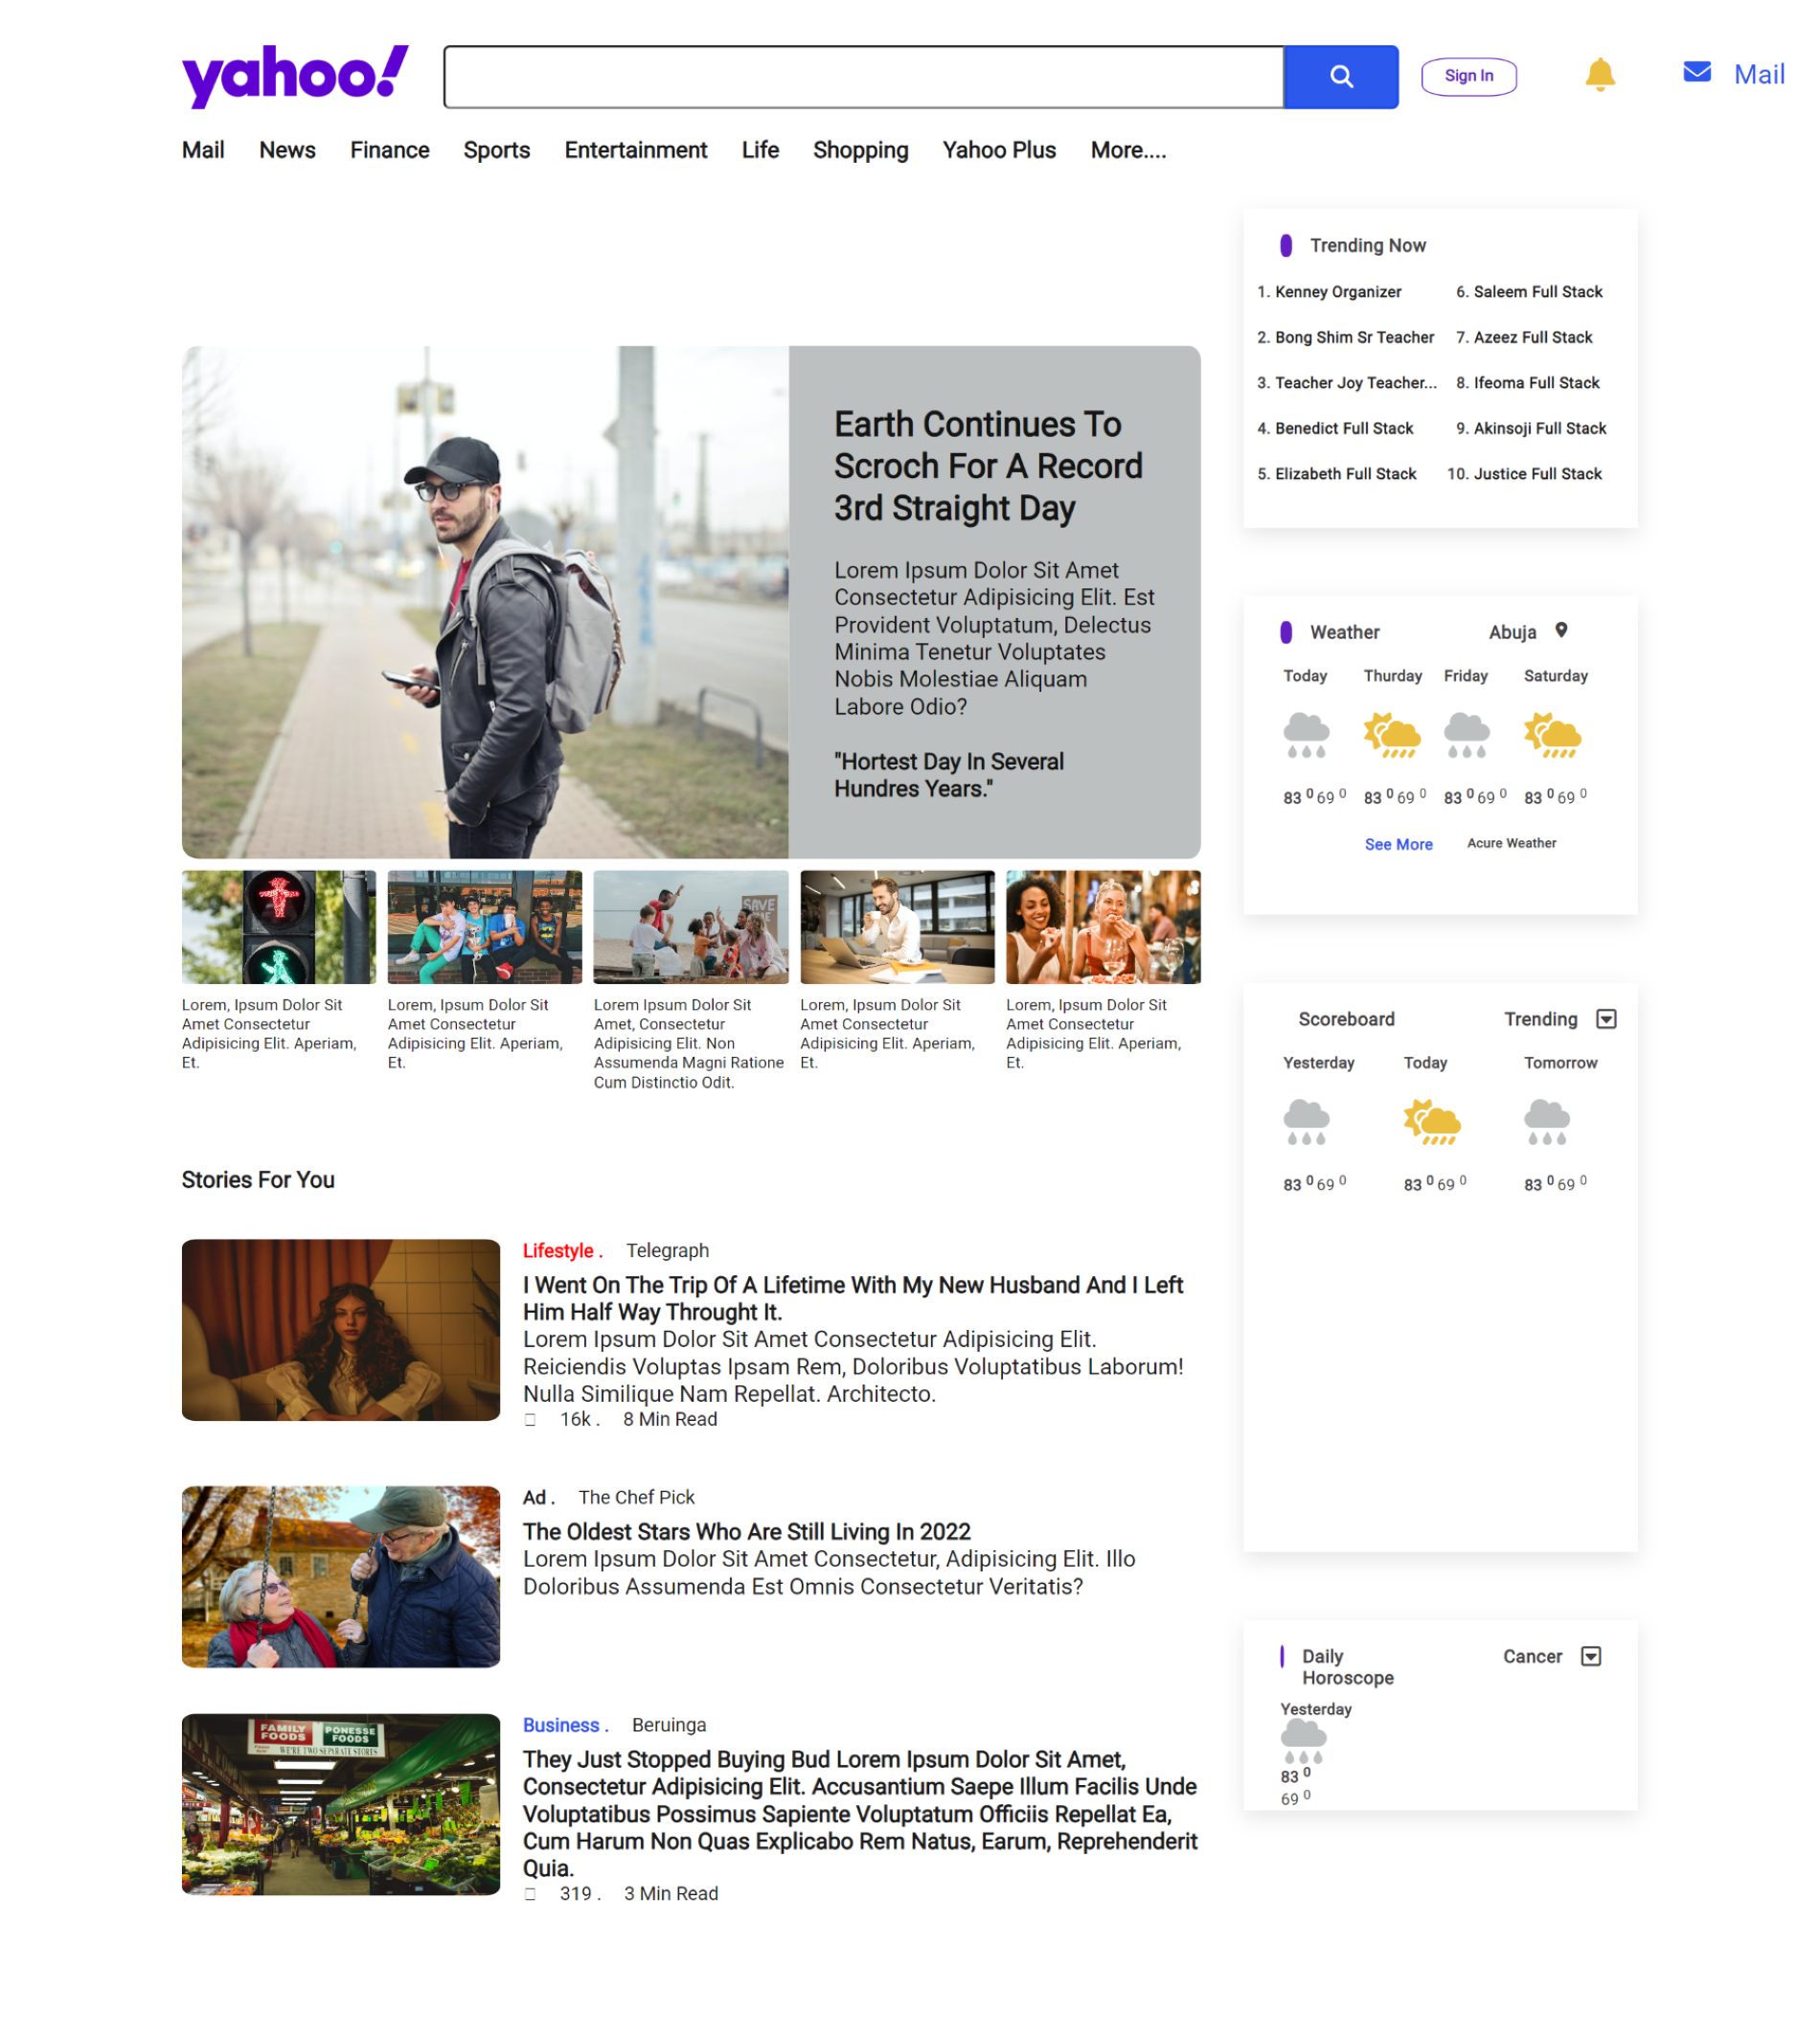 yahoo!
Sign In
Mail
Mail News Finance Sports Entertainment Life Shopping Yahoo Plus More....
Earth Continues To
Scroch For A Record
3rd Straight Day
Lorem Ipsum Dolor Sit Amet
Consectetur Adipisicing Elit. Est
Provident Voluptatum, Delectus
Minima Tenetur Voluptates
Nobis Molestiae Aliquam
Labore Odio?
"Hortest Day In Several
Hundres Years."
SAVE
THE
Lorem, Ipsum Dolor Sit
Amet Consectetur
Adipisicing Elit. Aperiam,
Et.
Lorem, Ipsum Dolor Sit
Amet Consectetur
Adipisicing Elit. Aperiam,
Et.
Lorem Ipsum Dolor Sit
Amet, Consectetur
Adipisicing Elit. Non
Assumenda Magni Ratione
Cum Distinctio Odit.
Lorem, Ipsum Dolor Sit
Amet Consectetur
Adipisicing Elit. Aperiam,
Et.
Lorem, Ipsum Dolor Sit
Amet Consectetur
Adipisicing Elit. Aperiam,
Et.
Stories For You
Lifestyle . Telegraph
I Went On The Trip Of A Lifetime With My New Husband And I Left
Him Half Way Throught It.
Lorem Ipsum Dolor Sit Amet Consectetur Adipisicing Elit.
Reiciendis Voluptas Ipsam Rem, Doloribus Voluptatibus Laborum!
Nulla Similique Nam Repellat. Architecto.
16k . 8 Min Read
Ad . The Chef Pick
The Oldest Stars Who Are Still Living In 2022
Lorem Ipsum Dolor Sit Amet Consectetur, Adipisicing Elit. Illo
Doloribus Assumenda Est Omnis Consectetur Veritatis?
FAMILY FOODS
PONESSE FOODS
WE'RE TWO SEPARATE STORES
Business . Beruinga
They Just Stopped Buying Bud Lorem Ipsum Dolor Sit Amet,
Consectetur Adipisicing Elit. Accusantium Saepe Illum Facilis Unde
Voluptatibus Possimus Sapiente Voluptatum Officiis Repellat Ea,
Cum Harum Non Quas Explicabo Rem Natus, Earum, Reprehenderit
Quia.
319 . 3 Min Read
Trending Now
1. Kenney Organizer
2. Bong Shim Sr Teacher
3. Teacher Joy Teacher...
4. Benedict Full Stack
5. Elizabeth Full Stack
6. Saleem Full Stack
7. Azeez Full Stack
8. Ifeoma Full Stack
9. Akinsoji Full Stack
10. Justice Full Stack
Weather Abuja
Today Thurday Friday Saturday
83 0 69 0 83 0 69 0 83 0 69 0 83 0 69 0
See More Acure Weather
Scoreboard Trending
Yesterday Today Tomorrow
83 0 69 0 83 0 69 0 83 0 69 0
Daily
Horoscope
Cancer
Yesterday
83 0
69 0